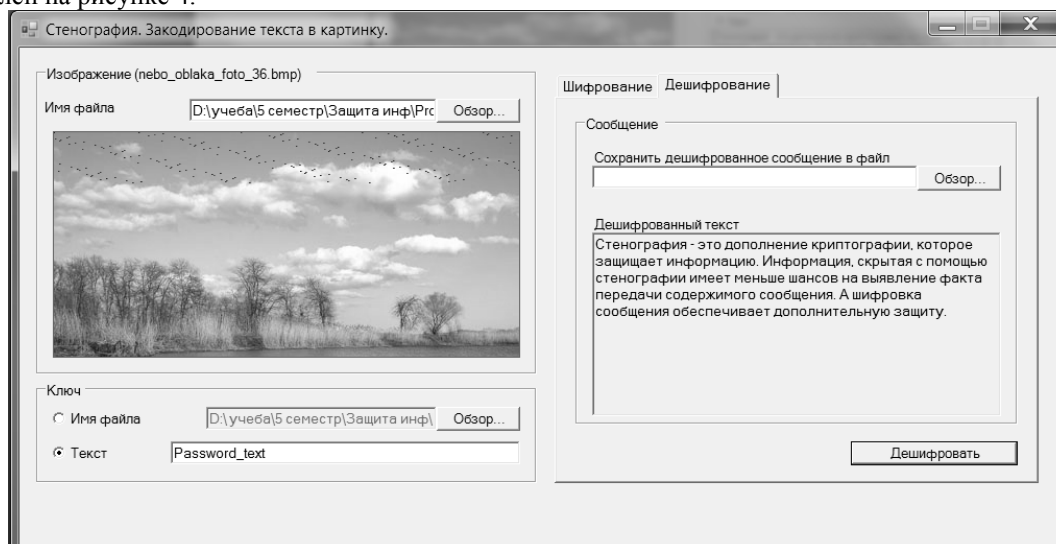 лен на рисунке 4.
Стенография. Закодирование текста в картинку.
Изображение (nebo_oblaka_foto_36.bmp)
Имя файла
D:\учеба\5 семестр\Защита инф\Prc
Обзор...
Ключ
Имя файла
D:\учеба\5 семестр\Защита инф\
Обзор...
Текст
Password_text
Шифрование
Дешифрование
Сообщение
Сохранить дешифрованное сообщение в файл
Обзор...
Дешифрованный текст
Стенография - это дополнение криптографии, которое
защищает информацию. Информация, скрытая с помощью
стенографии имеет меньше шансов на выявление факта
передачи содержимого сообщения. А шифровка
сообщения обеспечивает дополнительную защиту.
Дешифровать